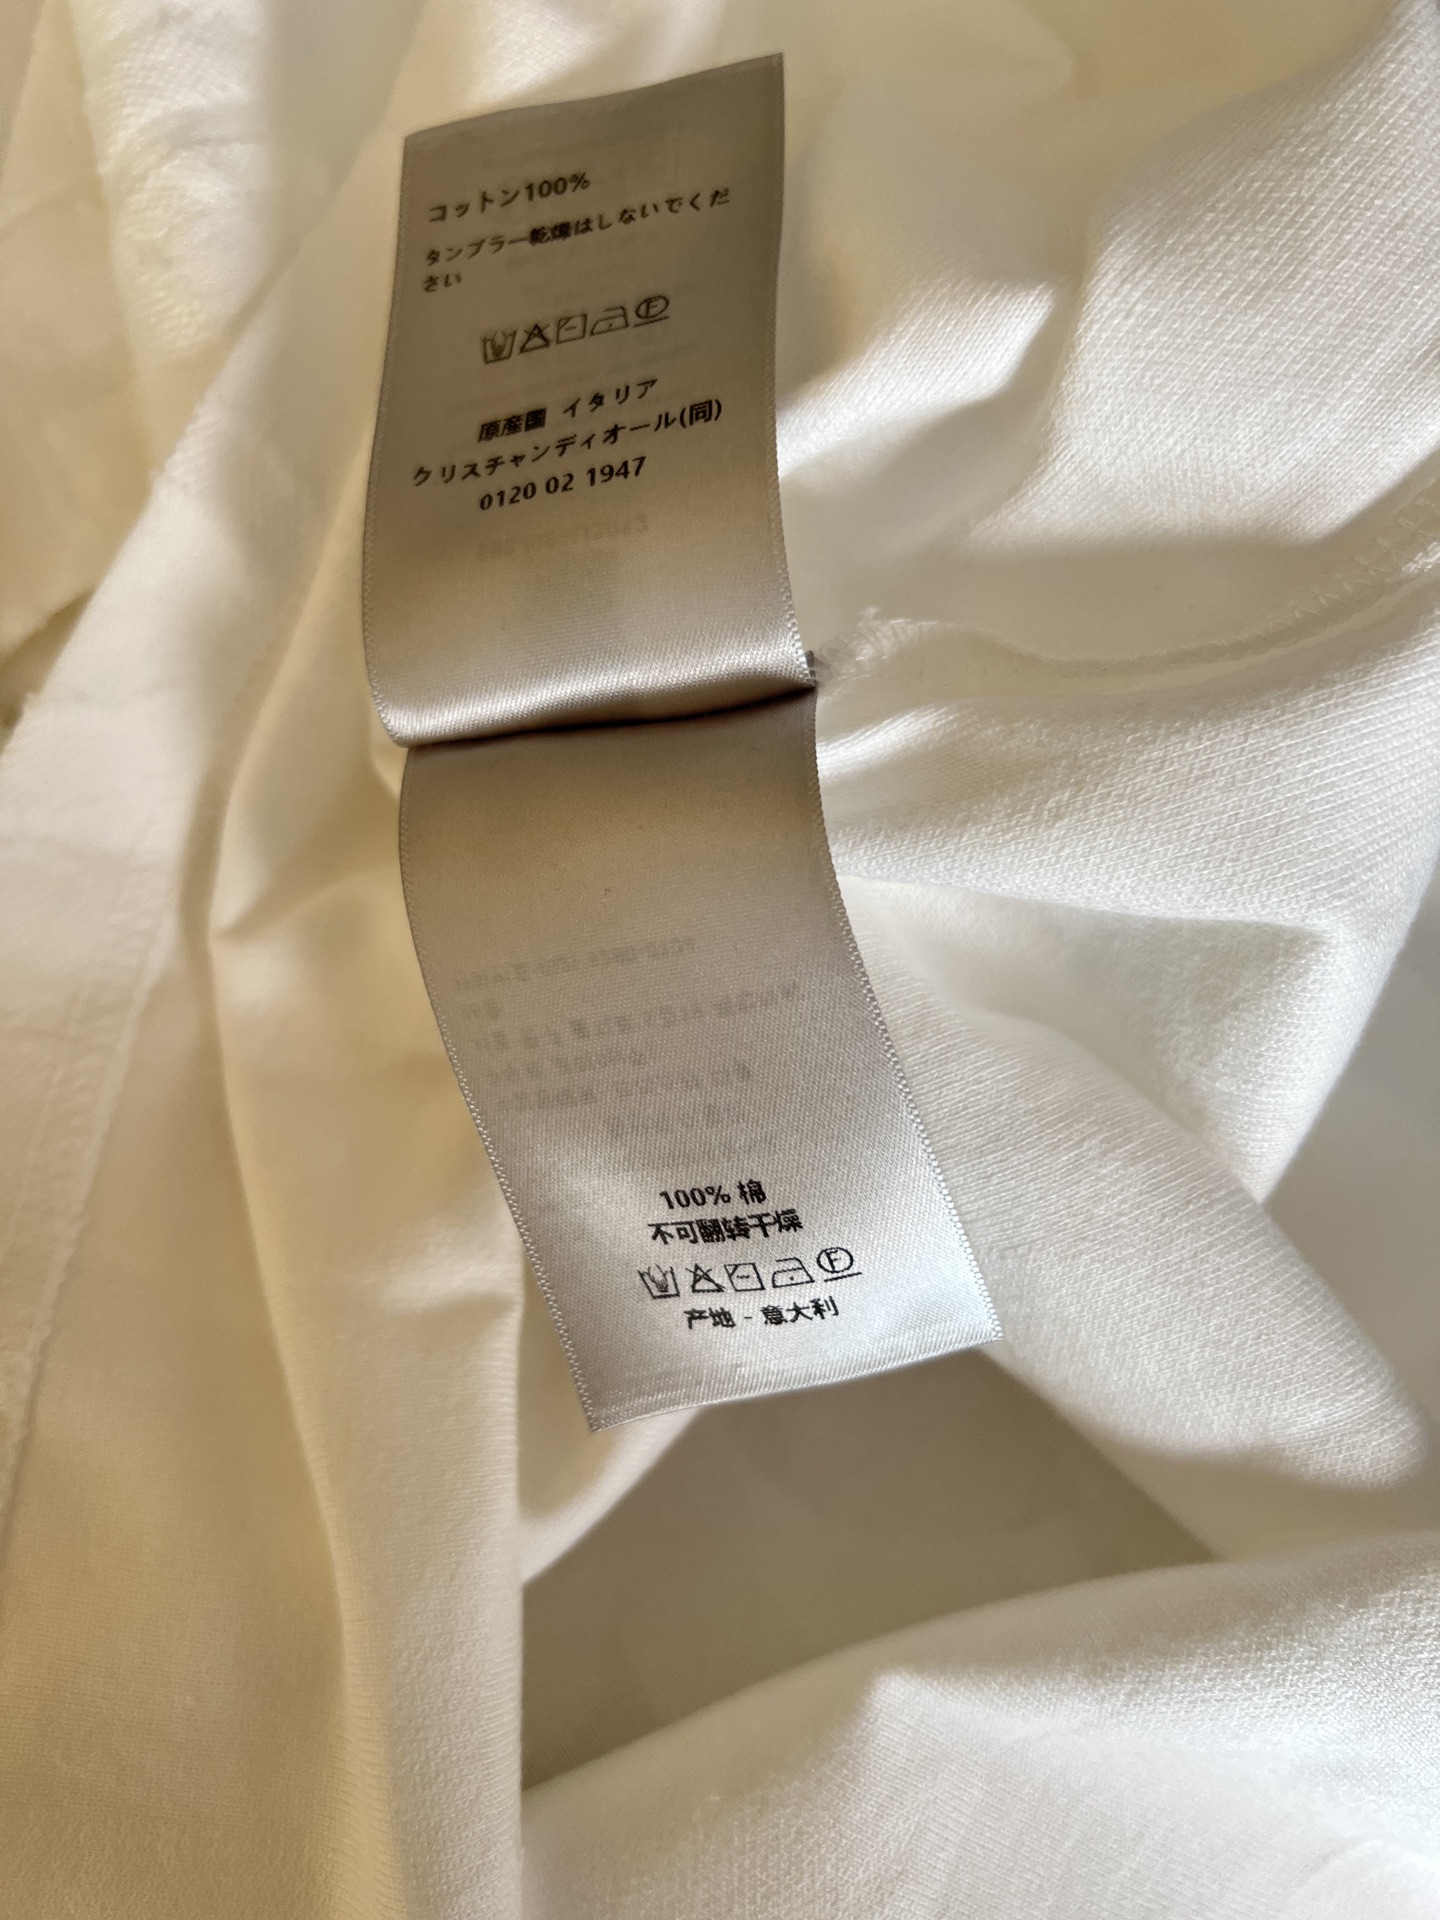 コットン100%
タンブラー乾燥はしないでくだ
さい
F
原産国 イタリア
クリスチャンディオール(同)
0120 02 1947
100% 棉
不可翻转干燥
F
产地 - 意大利